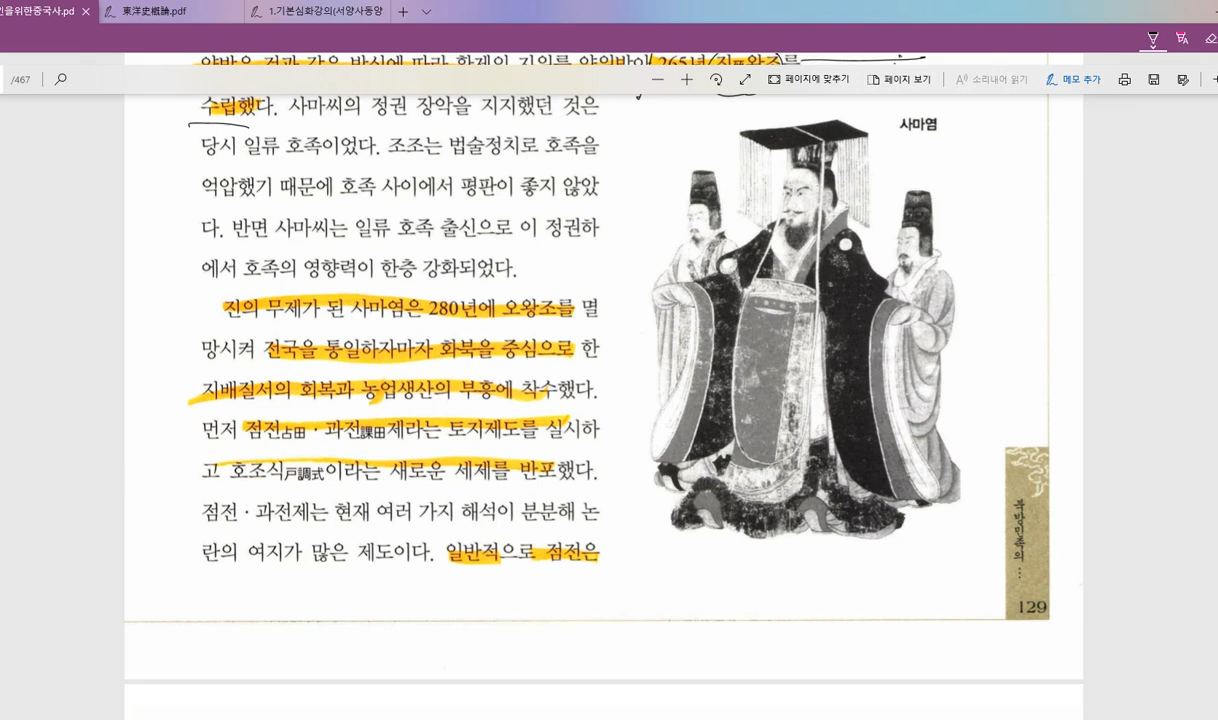 인을위한중국사.pd
東洋史槪論.pdf
1.기본심화강의(서양사동양
/467
페이지에 맞추기
페이지 보기
소리내어 읽기
메모 추가
265년
수립했다. 사마씨의 정권 장악을 지지했던 것은
당시 일류 호족이었다. 조조는 법술정치로 호족을
억압했기 때문에 호족 사이에서 평판이 좋지 않았
다. 반면 사마씨는 일류 호족 출신으로 이 정권하
에서 호족의 영향력이 한층 강화되었다.
진의 무제가 된 사마염은 280년에 오왕조를 멸
망시켜 전국을 통일하자마자 화북을 중심으로 한
지배질서의 회복과 농업생산의 부흥에 착수했다.
먼저 점전占田 · 과전課田제라는 토지제도를 실시하
고 호조식戶調式이라는 새로운 세제를 반포했다.
점전 · 과전제는 현재 여러 가지 해석이 분분해 논
란의 여지가 많은 제도이다. 일반적으로 점전은
사마염
129